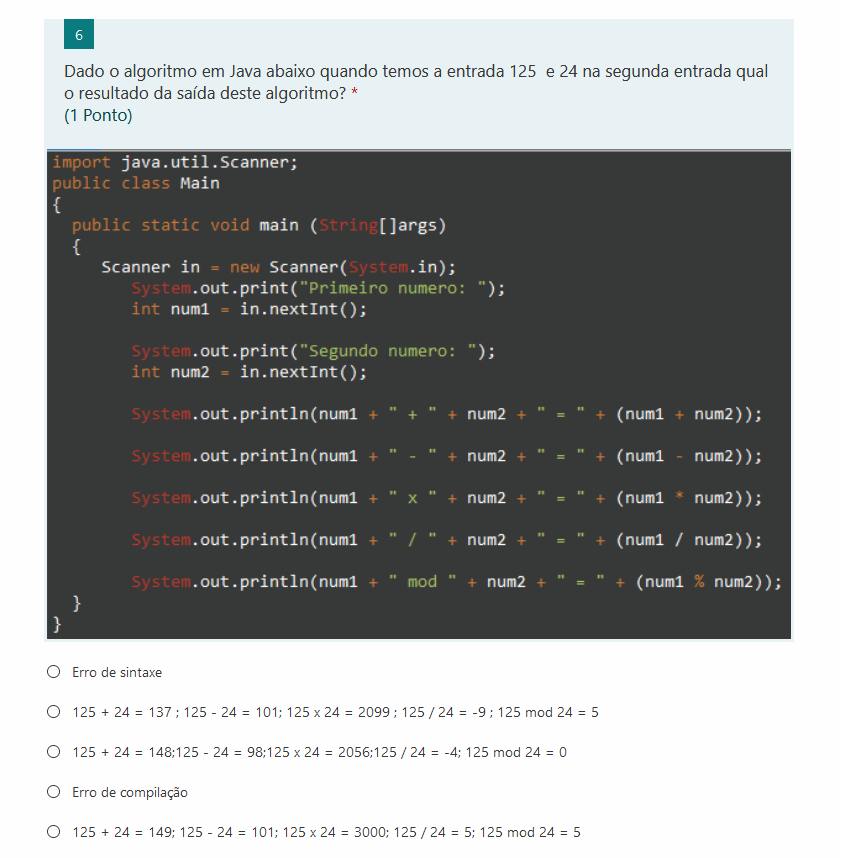 6
Dado o algoritmo em Java abaixo quando temos a entrada 125 e 24 na segunda entrada qual
o resultado da saída deste algoritmo? *
(1 Ponto)
import java.util.Scanner;
public class Main
{
public static void main (String[]args)
{
Scanner in = new Scanner(System.in);
System.out.print("Primeiro numero: ");
int num1 = in.nextInt();
System.out.print("Segundo numero: ");
int num2 = in.nextInt();
System.out.println(num1 + " + " + num2 + " = " + (num1 + num2));
System.out.println(num1 + " - " + num2 + " = " + (num1 - num2));
System.out.println(num1 + " x " + num2 + " = " + (num1 * num2));
System.out.println(num1 + " / " + num2 + " = " + (num1 / num2));
System.out.println(num1 + " mod " + num2 + " = " + (num1 % num2));
}
}
Erro de sintaxe
125 + 24 = 137 ; 125 - 24 = 101; 125 x 24 = 2099 ; 125 / 24 = -9 ; 125 mod 24 = 5
125 + 24 = 148;125 - 24 = 98;125 x 24 = 2056;125 / 24 = -4; 125 mod 24 = 0
Erro de compilação
125 + 24 = 149; 125 - 24 = 101; 125 x 24 = 3000; 125 / 24 = 5; 125 mod 24 = 5